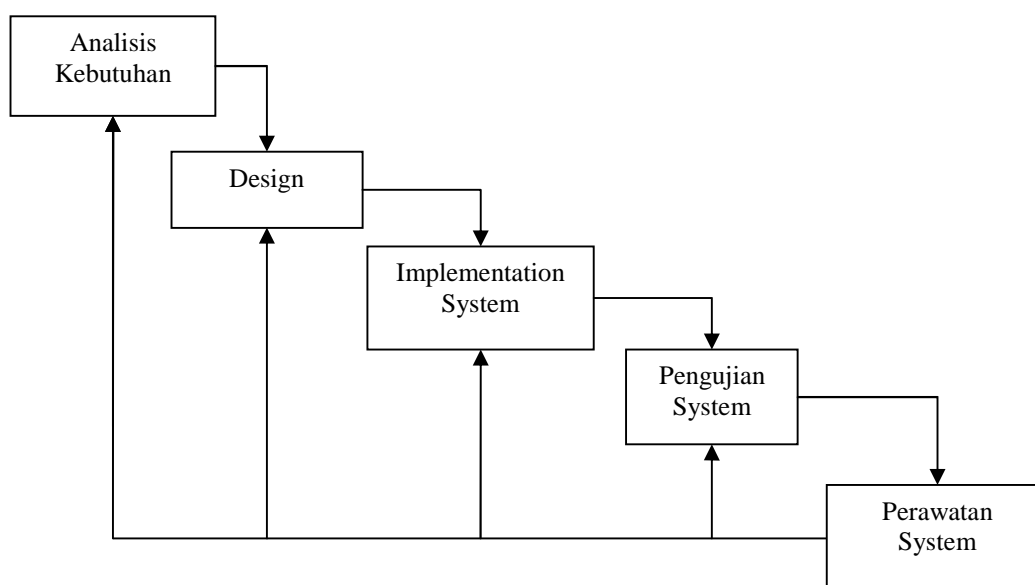 Analisis
Kebutuhan
Design
Implementation
System
Pengujian
System
Perawatan
System